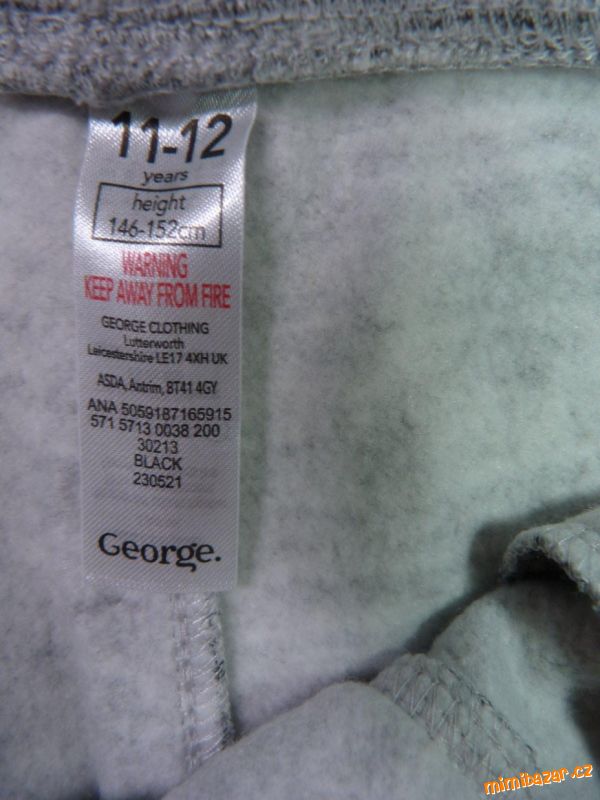 11-12
years
height
146-152cm
WARNING
KEEP AWAY FROM FIRE
GEORGE CLOTHING
Lutterworth
Leicestershire LE17 4XH UK
ASDA, Antrim, BT41 4GY
ANA 5059187165915
571 5713 0038 200
30213
BLACK
230521
George.
mimibazar.cz